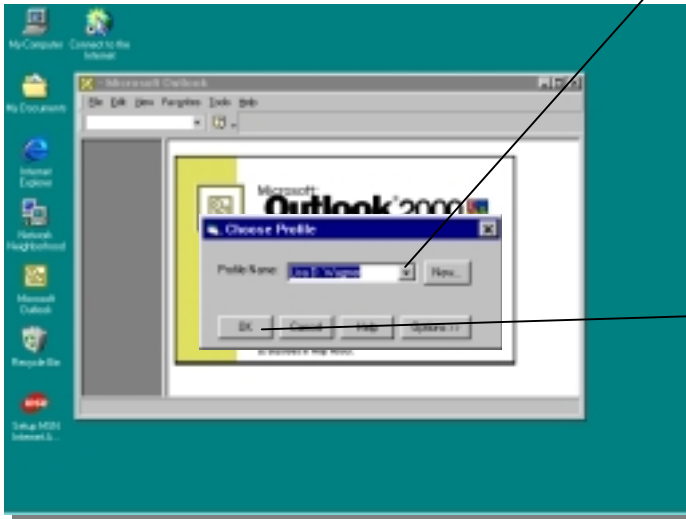 My Computer
Connect to the
Internet
My Documents
Internet
Explorer
Network
Neighborhood
Microsoft
Outlook
Recycle Bin
Setup MSN
Internet A...
- Microsoft Outlook
File Edit View Favorites Tools Help
Microsoft
Outlook 2000
Choose Profile
Profile Name:
New...
OK Cancel Help Options >>